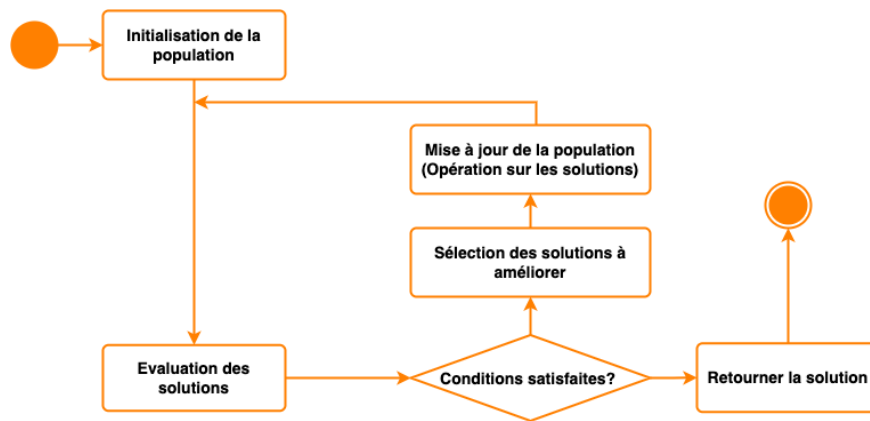 Initialisation de la
population
Mise à jour de la population
(Opération sur les solutions)
Sélection des solutions à
améliorer
Evaluation des
solutions
Conditions satisfaites?
Retourner la solution